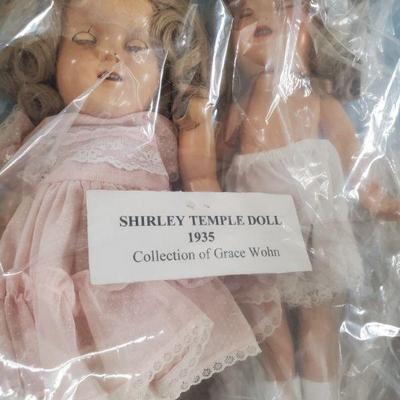 SHIRLEY TEMPLE DOLL
1935
Collection of Grace Wohn